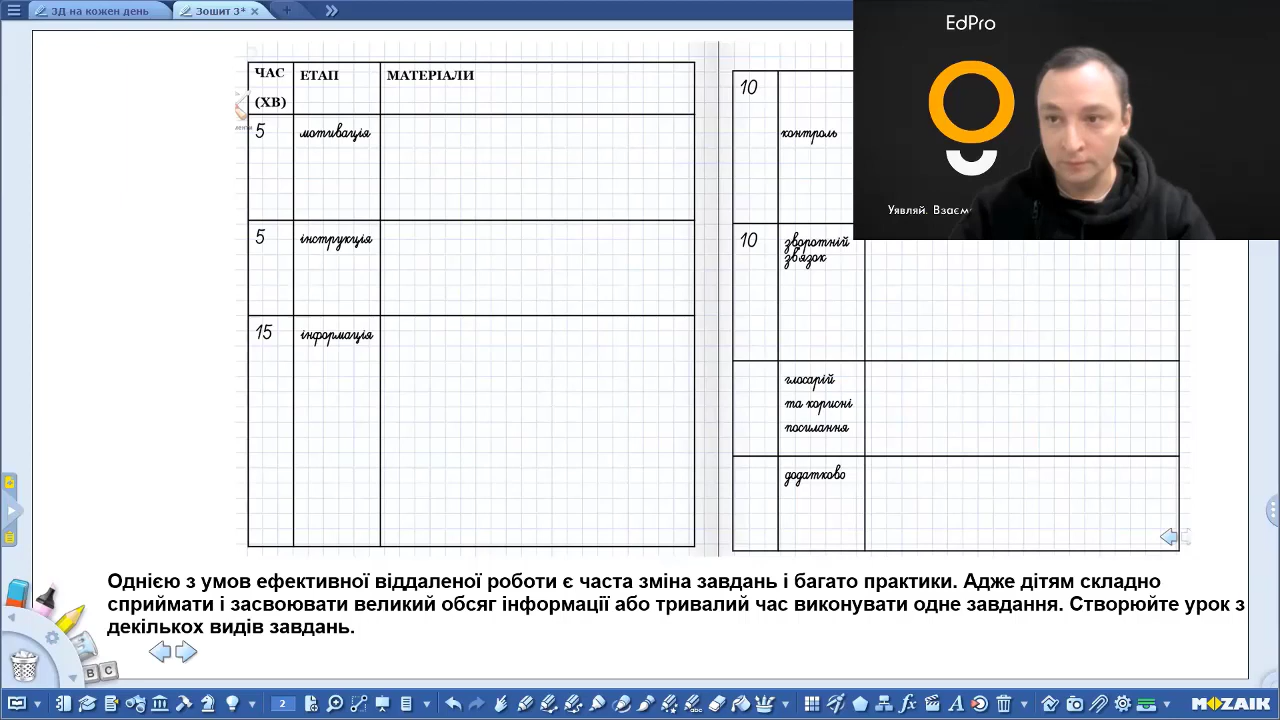 3Д на кожен день
Зошит 3*
EdPro
Уявляй. Взаєм
ЧАС
(ХВ)
ЕТАП
МАТЕРІАЛИ
5
мотивація
5
інструкція
15
інформація
10
контроль
10
зворотній
зв'язок
глосарій
та корисні
посилання
додатково
Однією з умов ефективної віддаленої роботи є часта зміна завдань і багато практики. Адже дітям складно
сприймати і засвоювати великий обсяг інформації або тривалий час виконувати одне завдання. Створюйте урок з
декількох видів завдань.
B C
2
MOZAIK